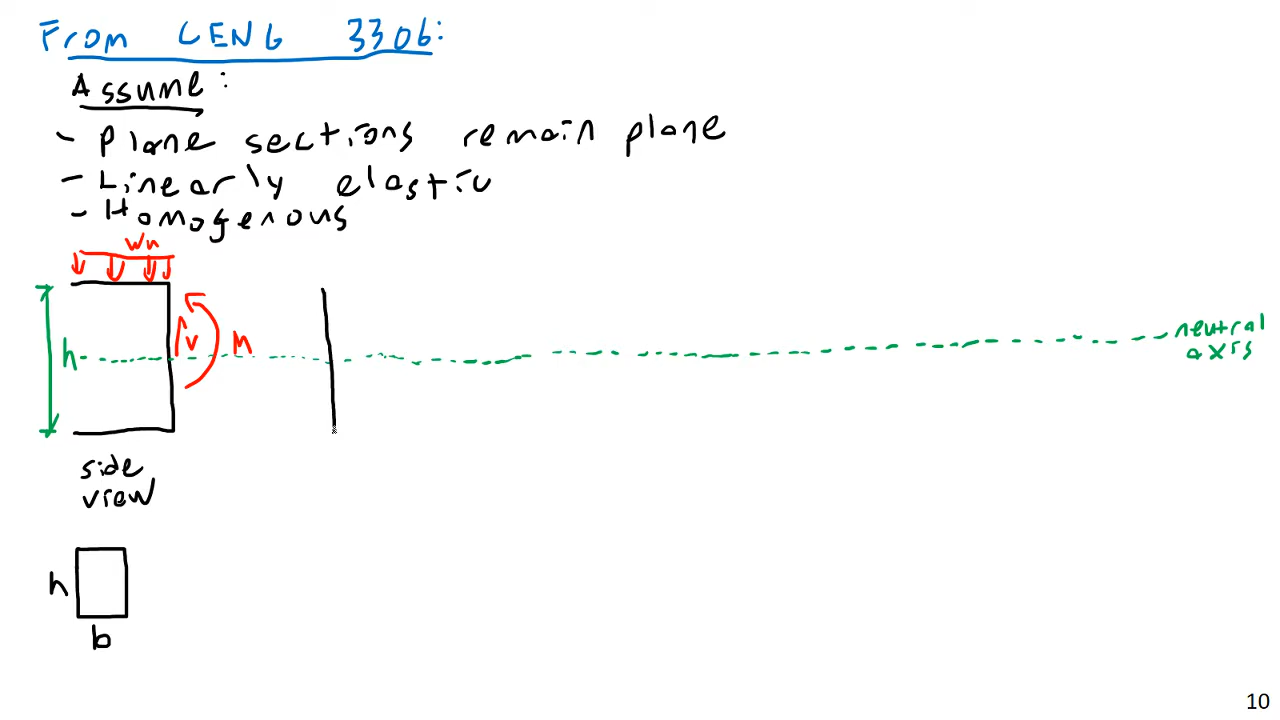 From CENG 3306:
Assume:
- Plane sections remain plane
- Linearly elastic
- Homogenous
Wn
h
V
M
neutral
axis
side
view
h
b
10